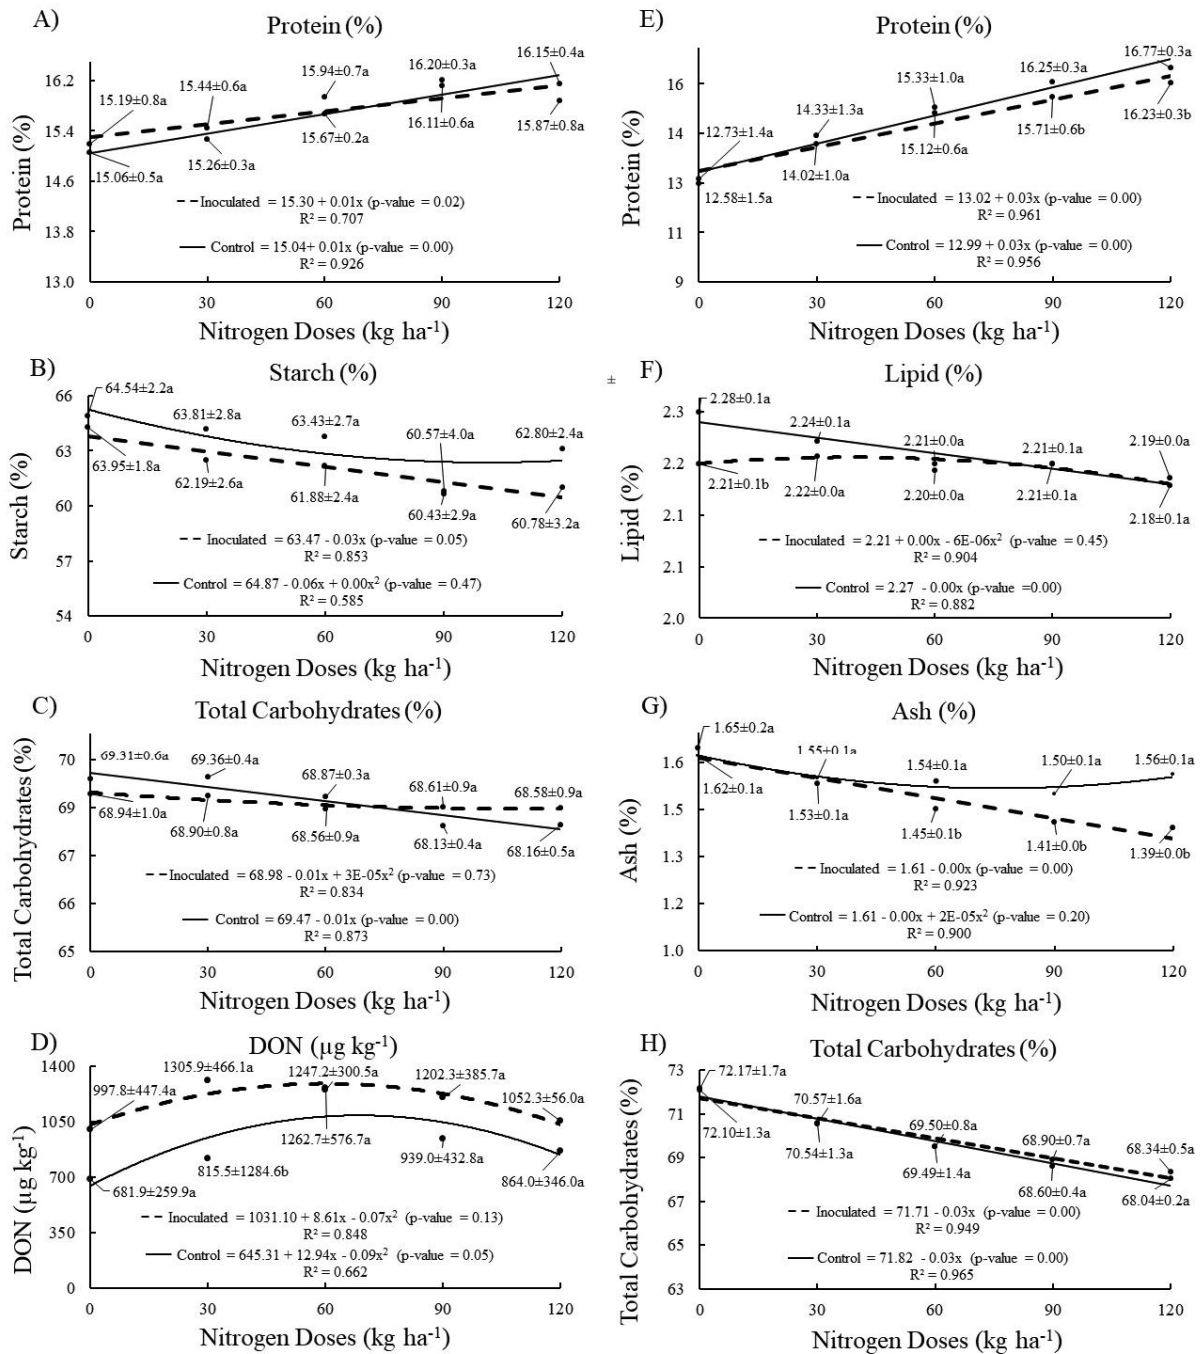 A)
Protein (%)
Protein (%)
16.2
15.4
14.6
13.8
13.0
15.19±0.8a
15.44±0.6a
15.94±0.7a
16.20±0.3a
16.15±0.4a
15.06±0.5a
15.26±0.3a
15.67±0.2a
16.11±0.6a
15.87±0.8a
Inoculated = 15.30 + 0.01x (p-value = 0.02)
R² = 0.707
Control = 15.04+ 0.01x (p-value = 0.00)
R² = 0.926
0 30 60 90 120
Nitrogen Doses (kg ha⁻¹)
E)
Protein (%)
Protein (%)
16
14
13
11
9
12.73±1.4a
14.33±1.3a
15.33±1.0a
16.25±0.3a
16.77±0.3a
12.58±1.5a
14.02±1.0a
15.12±0.6a
15.71±0.6b
16.23±0.3b
Inoculated = 13.02 + 0.03x (p-value = 0.00)
R² = 0.961
Control = 12.99 + 0.03x (p-value = 0.00)
R² = 0.956
0 30 60 90 120
Nitrogen Doses (kg ha⁻¹)
B)
Starch (%)
Starch (%)
66
63
60
57
54
64.54±2.2a
63.81±2.8a
63.43±2.7a
60.57±4.0a
62.80±2.4a
63.95±1.8a
62.19±2.6a
61.88±2.4a
60.43±2.9a
60.78±3.2a
Inoculated = 63.47 - 0.03x (p-value = 0.05)
R² = 0.853
Control = 64.87 - 0.06x + 0.00x² (p-value = 0.47)
R² = 0.585
0 30 60 90 120
Nitrogen Doses (kg ha⁻¹)
±
F)
Lipid (%)
Lipid (%)
2.3
2.2
2.1
2.1
2.0
2.28±0.1a
2.24±0.1a
2.21±0.0a
2.21±0.1a
2.19±0.0a
2.21±0.1b
2.22±0.0a
2.20±0.0a
2.21±0.1a
2.18±0.1a
Inoculated = 2.21 + 0.00x - 6E-06x² (p-value = 0.45)
R² = 0.904
Control = 2.27 - 0.00x (p-value =0.00)
R² = 0.882
0 30 60 90 120
Nitrogen Doses (kg ha⁻¹)
C)
Total Carbohydrates (%)
Total Carbohydrates (%)
70
69
67
66
65
69.31±0.6a
69.36±0.4a
68.87±0.3a
68.61±0.9a
68.58±0.9a
68.94±1.0a
68.90±0.8a
68.56±0.9a
68.13±0.4a
68.16±0.5a
Inoculated = 68.98 - 0.01x + 3E-05x² (p-value = 0.73)
R² = 0.834
Control = 69.47 - 0.01x (p-value = 0.00)
R² = 0.873
0 30 60 90 120
Nitrogen Doses (kg ha⁻¹)
G)
Ash (%)
Ash (%)
1.6
1.5
1.3
1.2
1.0
1.65±0.2a
1.55±0.1a
1.54±0.1a
1.50±0.1a
1.56±0.1a
1.62±0.1a
1.53±0.1a
1.45±0.1b
1.41±0.0b
1.39±0.0b
Inoculated = 1.61 - 0.00x (p-value = 0.00)
R² = 0.923
Control = 1.61 - 0.00x + 2E-05x² (p-value = 0.20)
R² = 0.900
0 30 60 90 120
Nitrogen Doses (kg ha⁻¹)
D)
DON (µg kg⁻¹)
DON (µg kg⁻¹)
1400
1050
700
350
0
997.8±447.4a
1305.9±466.1a
1247.2±300.5a
1202.3±385.7a
1052.3±56.0a
681.9±259.9a
815.5±1284.6b
1262.7±576.7a
939.0±432.8a
864.0±346.0a
Inoculated = 1031.10 + 8.61x - 0.07x² (p-value = 0.13)
R² = 0.848
Control = 645.31 + 12.94x - 0.09x² (p-value = 0.05)
R² = 0.662
0 30 60 90 120
Nitrogen Doses (kg ha⁻¹)
H)
Total Carbohydrates (%)
Total Carbohydrates (%)
73
71
69
67
65
63
72.17±1.7a
70.57±1.6a
69.50±0.8a
68.90±0.7a
68.34±0.5a
72.10±1.3a
70.54±1.3a
69.49±1.4a
68.60±0.4a
68.04±0.2a
Inoculated = 71.71 - 0.03x (p-value = 0.00)
R² = 0.949
Control = 71.82 - 0.03x (p-value = 0.00)
R² = 0.965
0 30 60 90 120
Nitrogen Doses (kg ha⁻¹)